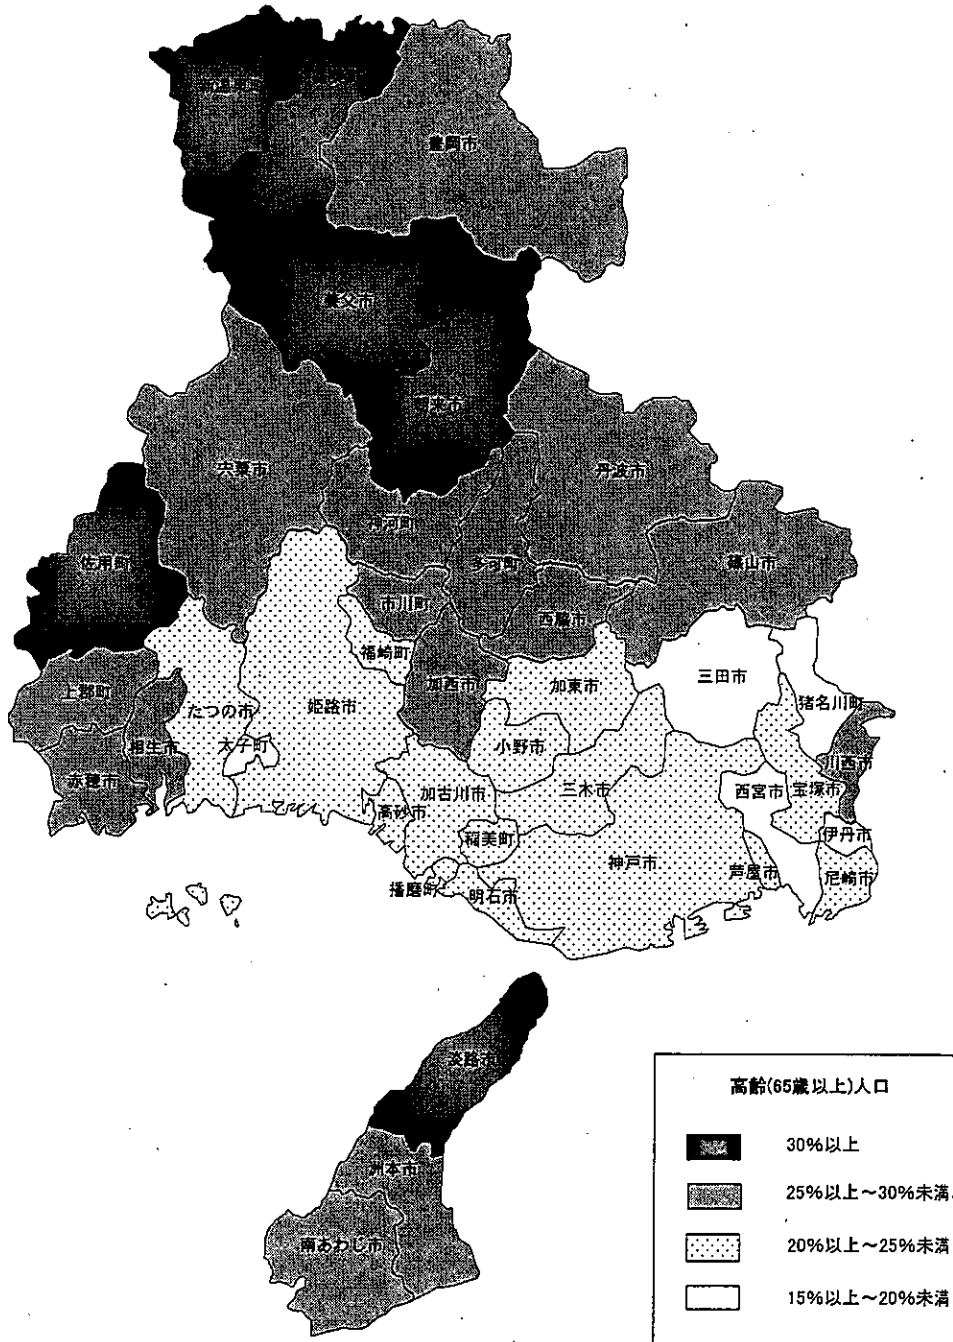 豊岡市
養父市
朝来市
宍粟市
丹波市
神河町
佐用町
多可町
篠山市
市川町
西脇市
福崎町
加西市
加東市
三田市
上郡町
猪名川町
たつの市
姫路市
相生市
太子町
小野市
川西市
赤穂市
加古川市
三木市
西宮市
宝塚市
高砂市
稲美町
伊丹市
神戸市
芦屋市
尼崎市
播磨町
明石市
淡路市
洲本市
南あわじ市
高齢(65歳以上)人口
30%以上
25%以上～30%未満
20%以上～25%未満
15%以上～20%未満